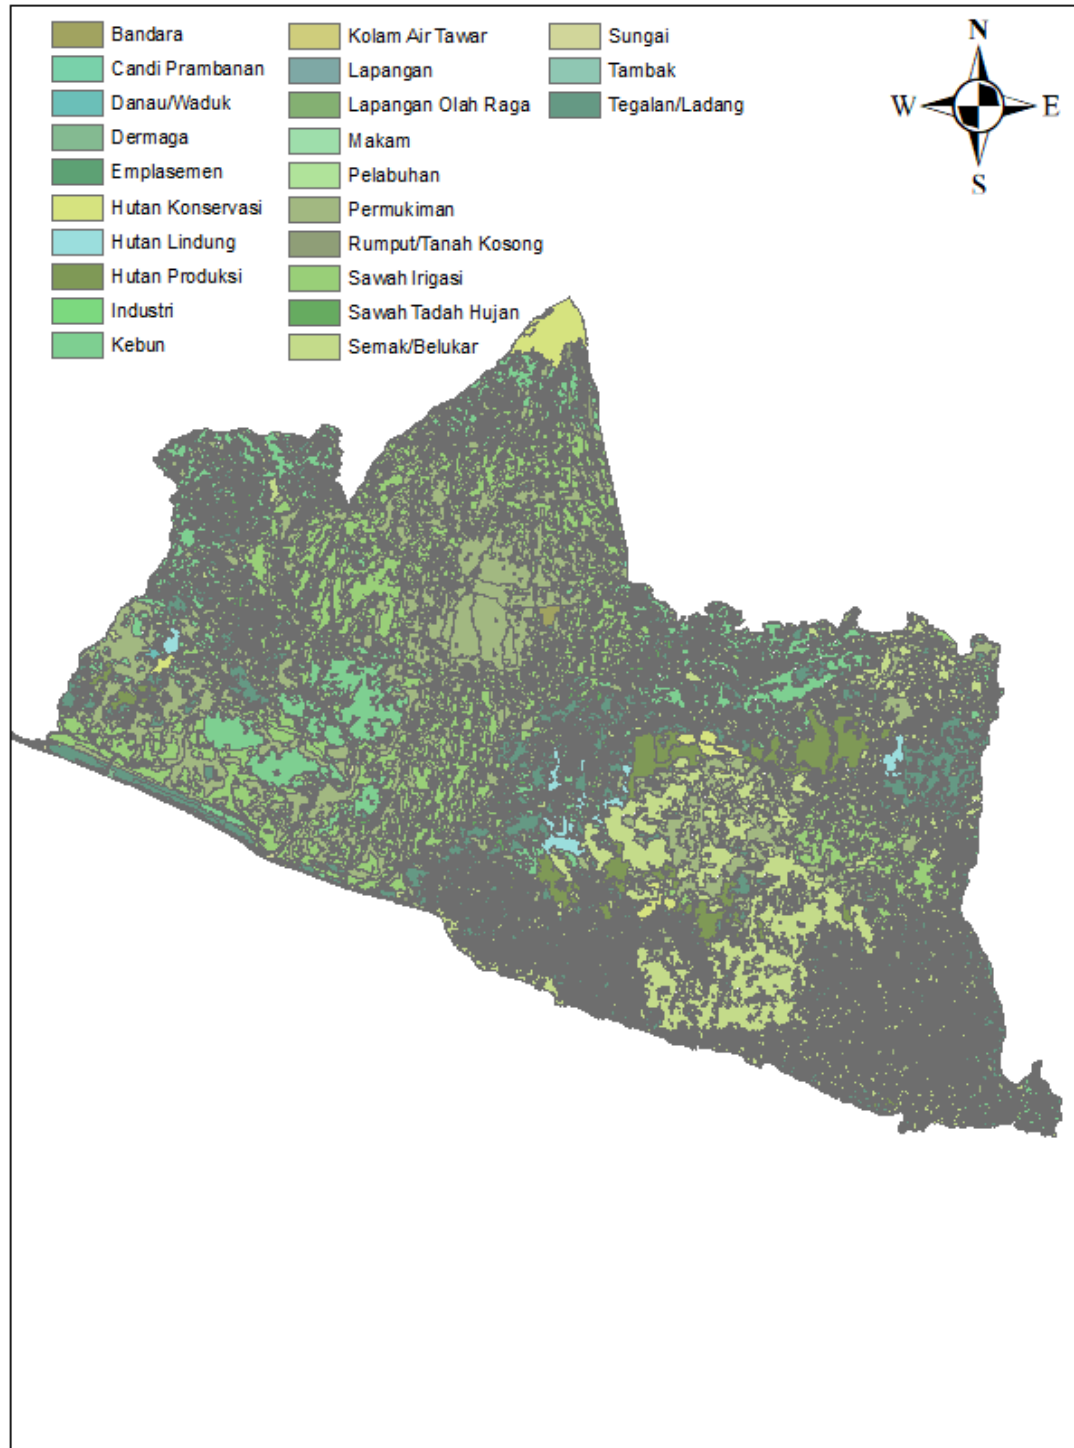 Bandara
Candi Prambanan
Danau/Waduk
Dermaga
Emplasemen
Hutan Konservasi
Hutan Lindung
Hutan Produksi
Industri
Kebun
Kolam Air Tawar
Lapangan
Lapangan Olah Raga
Makam
Pelabuhan
Permukiman
Rumput/Tanah Kosong
Sawah Irigasi
Sawah Tadah Hujan
Semak/Belukar
Sungai
Tambak
Tegalan/Ladang
N
W E
S